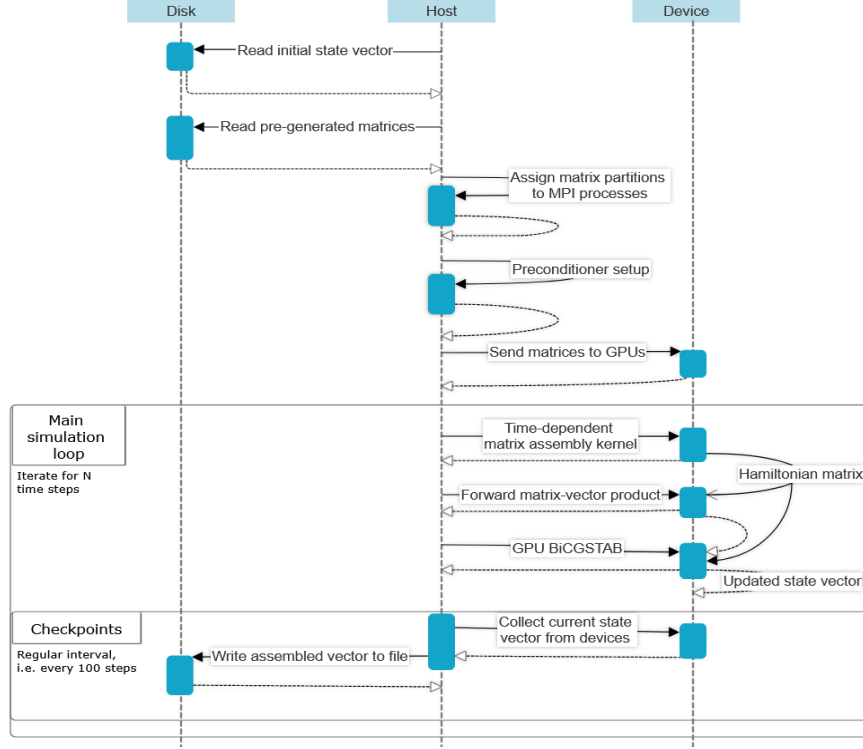 Disk
Host
Device
Read initial state vector
Read pre-generated matrices
Assign matrix partitions
to MPI processes
Preconditioner setup
Send matrices to GPUs
Main
simulation
loop
Iterate for N
time steps
Time-dependent
matrix assembly kernel
Hamiltonian matrix
Forward matrix-vector product
GPU BiCGSTAB
Updated state vector
Checkpoints
Regular interval,
i.e. every 100 steps
Collect current state
vector from devices
Write assembled vector to file